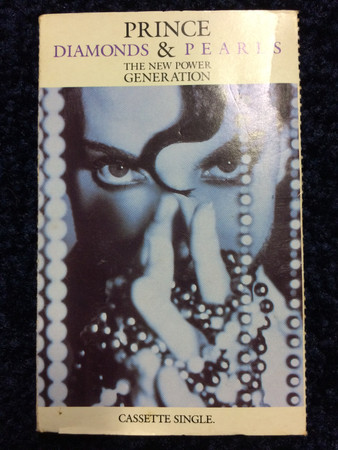 PRINCE
DIAMONDS & PEARLS
THE NEW POWER
GENERATION
CASSETTE SINGLE.